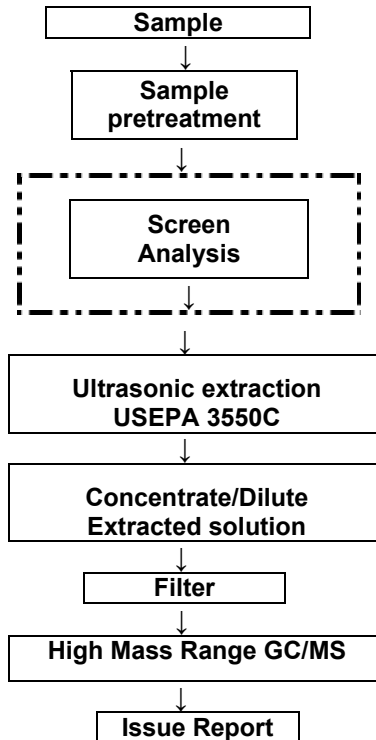 Sample
↓
Sample
pretreatment
↓
Screen
Analysis
↓
↓
Ultrasonic extraction
USEPA 3550C
↓
Concentrate/Dilute
Extracted solution
↓
Filter
↓
High Mass Range GC/MS
↓
Issue Report